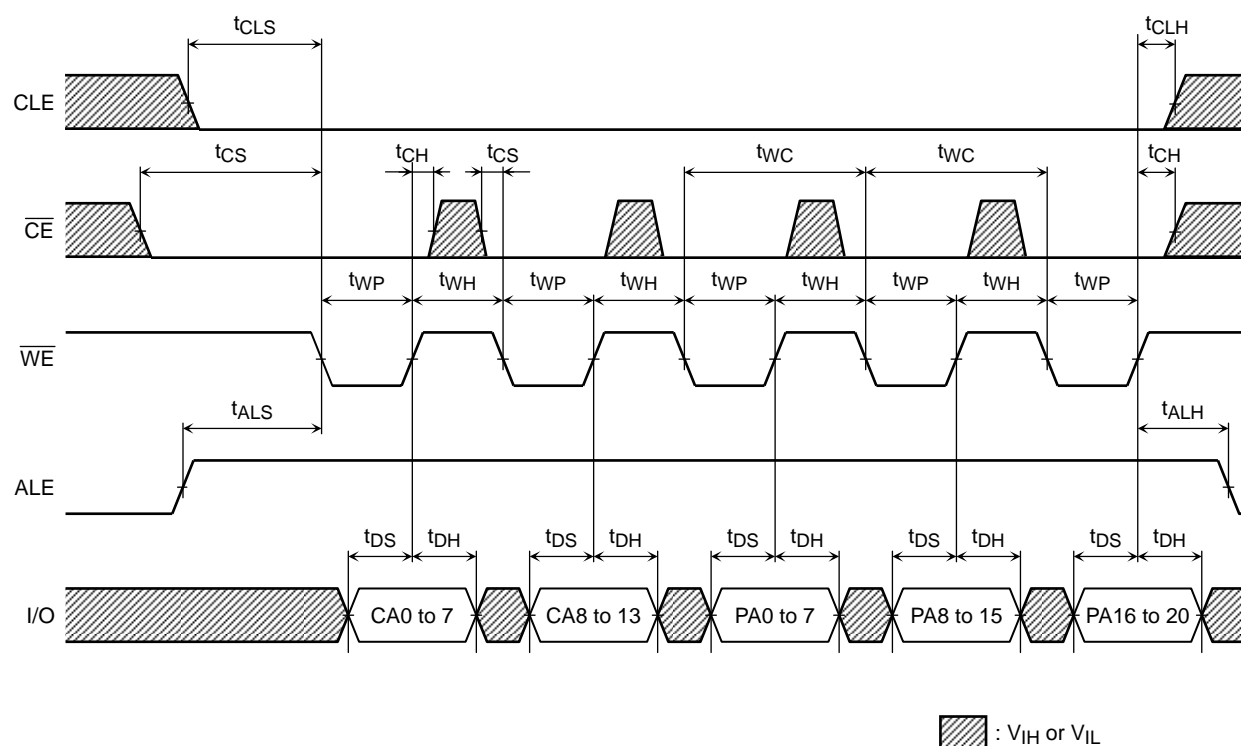 tCLS tCLH
CLE
tCS tCH tCS tWC tWC tCH
CE
tWP tWH tWP tWH tWP tWH tWP tWH tWP
WE
tALS tALH
ALE
tDS tDH tDS tDH tDS tDH tDS tDH tDS tDH
I/O CA0 to 7 CA8 to 13 PA0 to 7 PA8 to 15 PA16 to 20
: VIH or VIL